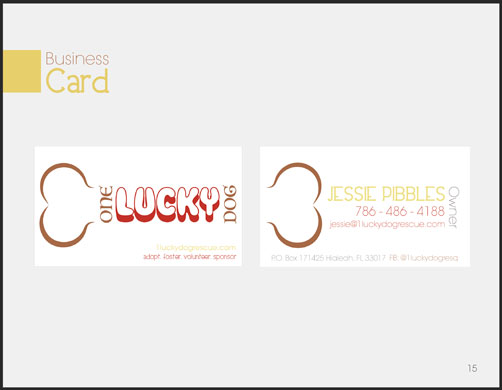 Business
Card
ONE LUCKY DOG
1luckydogrescue.com
adopt. foster. volunteer. sponsor
JESSIE PIBBLES
Owner
786 - 486 - 4188
jessie@1luckydogrescue.com
P.O. Box 171425 Hialeah, FL 33017 FB: @1luckydogresq
15